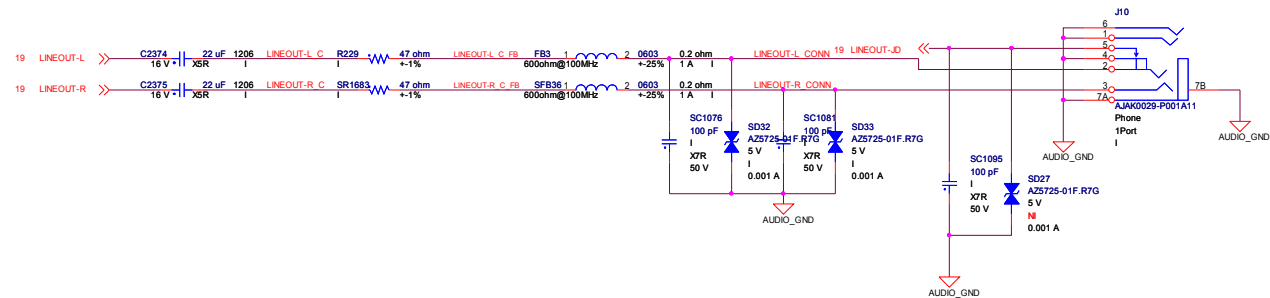 J10
19 LINEOUT-L C2374 22 uF 1206 LINEOUT-L_C R229 47 ohm LINEOUT-L_C_FB FB3 1 2 0603 0.2 ohm LINEOUT-L_CONN 19 LINEOUT-JD
16 V X5R I I +-1% 600ohm@100MHz +-25% 1 A I
19 LINEOUT-R C2375 22 uF 1206 LINEOUT-R_C SR1683 47 ohm LINEOUT-R_C_FB SFB36 1 2 0603 0.2 ohm LINEOUT-R_CONN
16 V X5R I I +-1% 600ohm@100MHz +-25% 1 A I
6
1
5
4
2
3
7A
7B
AJAK0029-P001A11
Phone
1Port
I
AUDIO_GND
AUDIO_GND
SC1076
100 pF
I
X7R
50 V
SD32
AZ5725-01F.R7G
5 V
I
0.001 A
SC1081
100 pF
I
X7R
50 V
SD33
AZ5725-01F.R7G
5 V
I
0.001 A
AUDIO_GND
SC1095
100 pF
I
X7R
50 V
SD27
AZ5725-01F.R7G
5 V
NI
0.001 A
AUDIO_GND